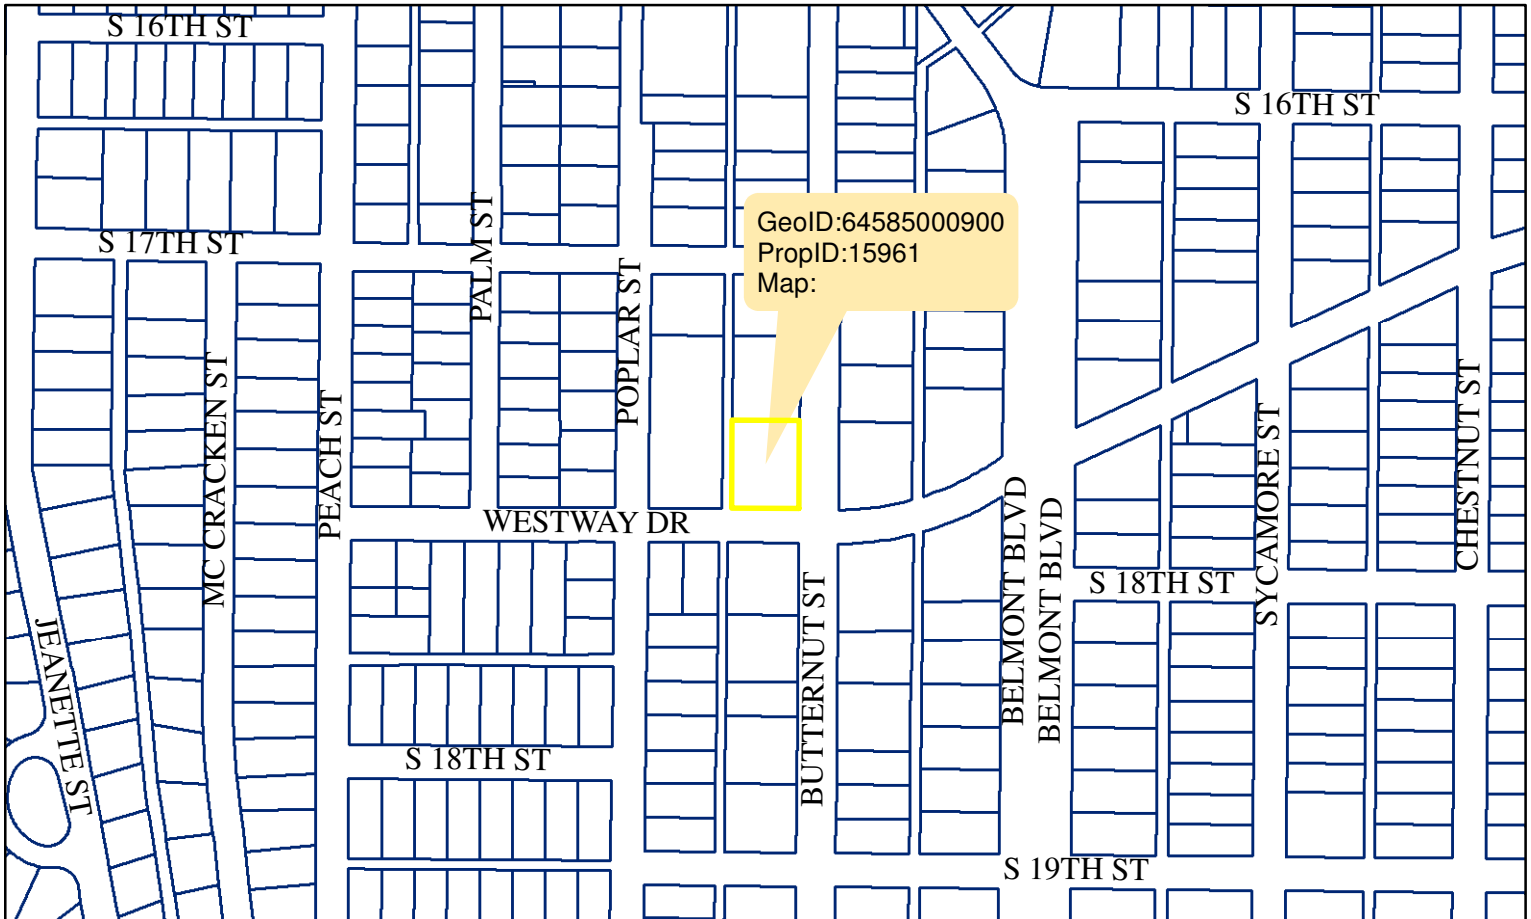 S 16TH ST
S 16TH ST
PALM ST
GeoID:64585000900
PropID:15961
Map:
S 17TH ST
POPLAR ST
MC CRACKEN ST
PEACH ST
CHESTNUT ST
SYCAMORE ST
WESTWAY DR
BELMONT BLVD
BELMONT BLVD
S 18TH ST
BUTTERNUT ST
JEANETTE ST
S 18TH ST
S 19TH ST